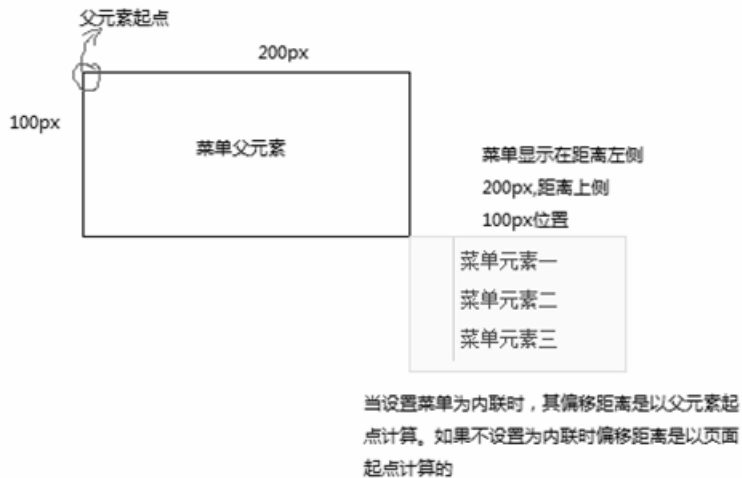 父元素起点
200px
100px
菜单父元素
菜单显示在距离左侧
200px,距离上侧
100px位置
菜单元素一
菜单元素二
菜单元素三
当设置菜单为内联时，其偏移距离是以父元素起
点计算。如果不设置为内联时偏移距离是以页面
起点计算的